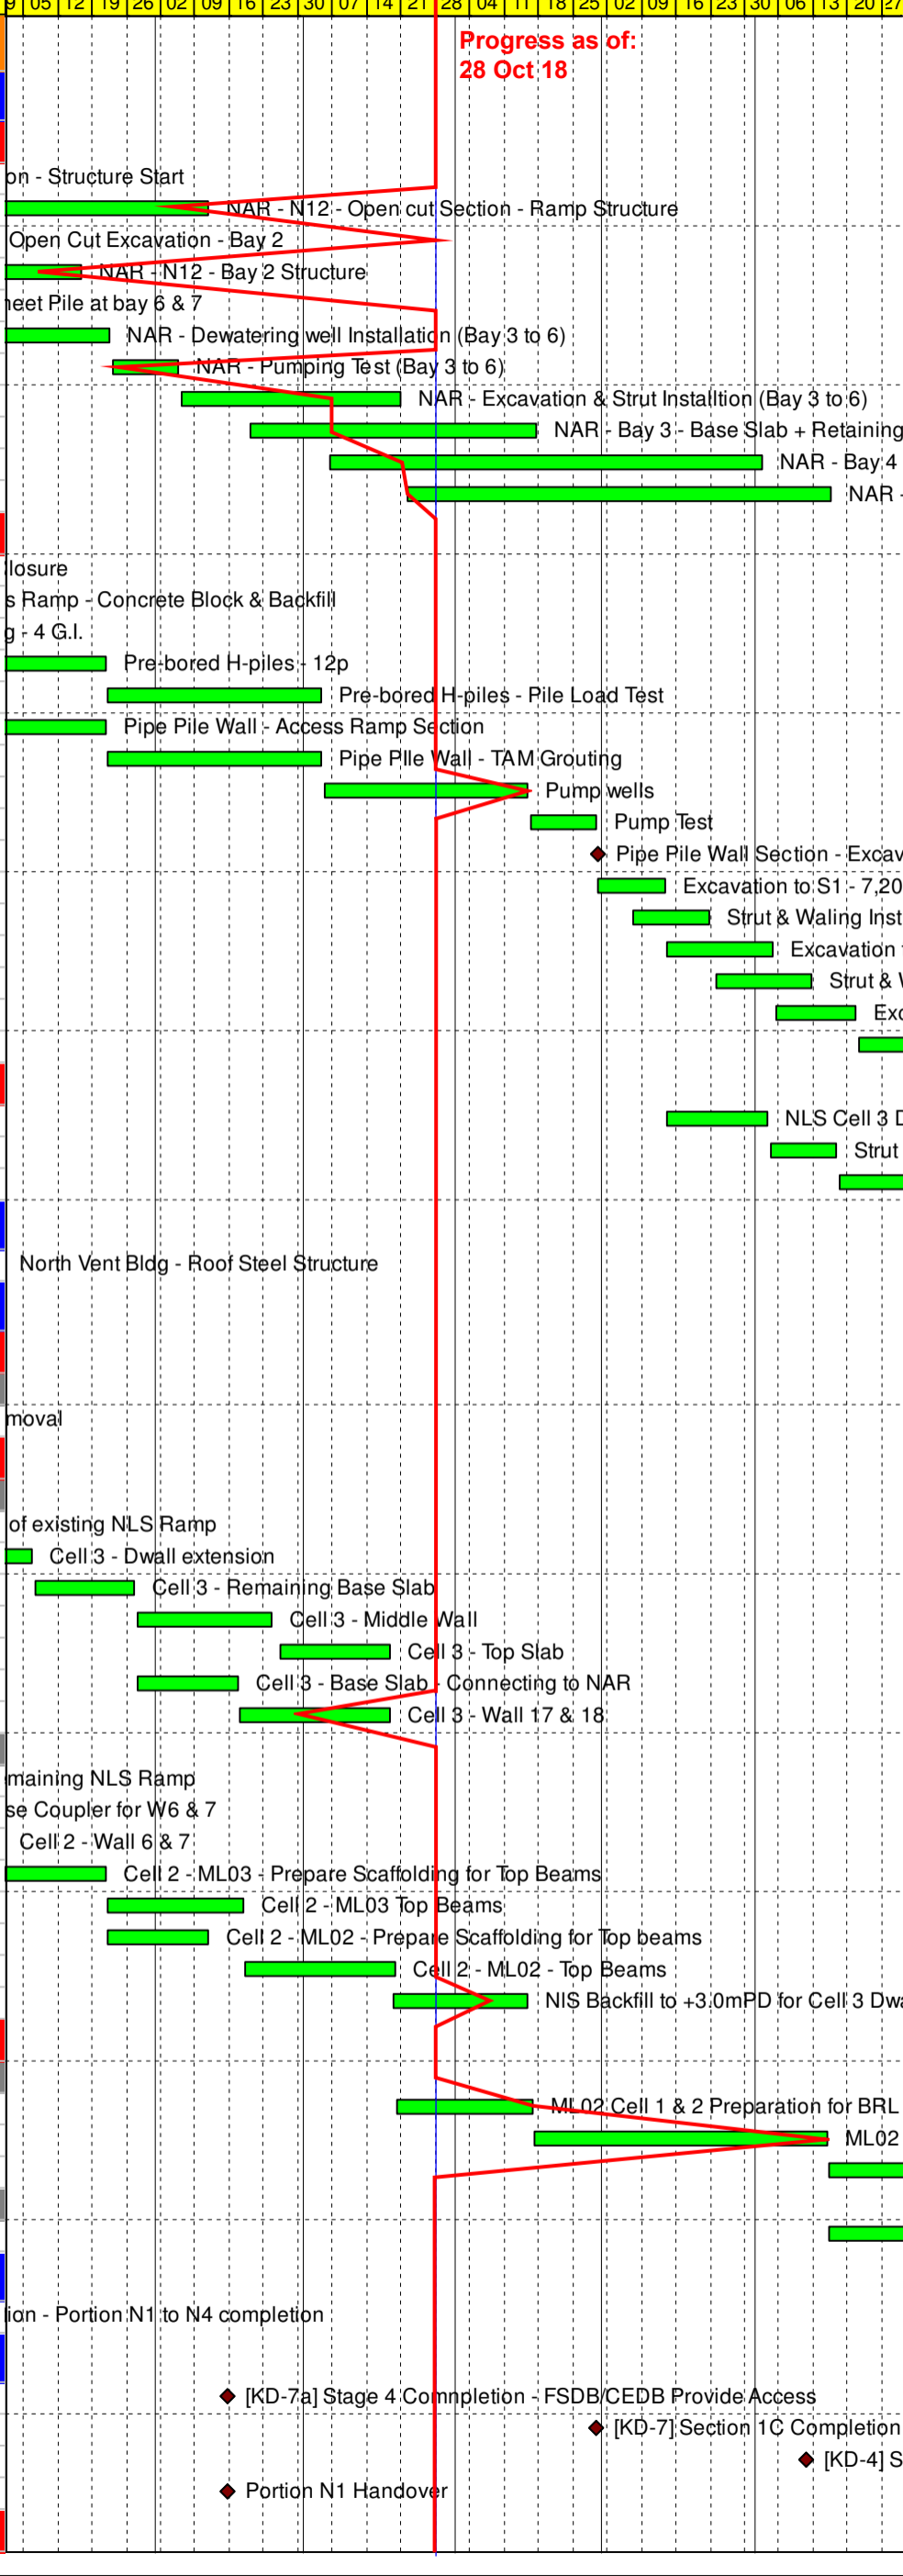 9 05 12 19 26 02 09 16 23 30 07 14 21 28 04 11 18 25 02 09 16 23 30 06 13 20 27
Progress as of:
28 Oct 18
on - Structure Start
NAR - N12 - Open cut Section - Ramp Structure
Open Cut Excavation - Bay 2
NAR - N12 - Bay 2 Structure
heet Pile at bay 6 & 7
NAR - Dewatering well Installation (Bay 3 to 6)
NAR - Pumping Test (Bay 3 to 6)
NAR - Excavation & Strut Installtion (Bay 3 to 6)
NAR - Bay 3 - Base Slab + Retaining
NAR - Bay 4
NAR -
losure
s Ramp - Concrete Block & Backfill
g - 4 G.I.
Pre-bored H-piles - 12p
Pre-bored H-piles - Pile Load Test
Pipe Pile Wall - Access Ramp Section
Pipe PIle Wall - TAM Grouting
Pump wells
Pump Test
Pipe Pile Wall Section - Excav
Excavation to S1 - 7,20
Strut & Waling Inst
Excavation
Strut & W
Exc
NLS Cell 3 D
Strut
North Vent Bldg - Roof Steel Structure
moval
of existing NLS Ramp
Cell 3 - Dwall extension
Cell 3 - Remaining Base Slab
Cell 3 - Middle Wall
Cell 3 - Top Slab
Cell 3 - Base Slab - Connecting to NAR
Cell 3 - Wall 17 & 18
maining NLS Ramp
se Coupler for W6 & 7
Cell 2 - Wall 6 & 7
Cell 2 - ML03 - Prepare Scaffolding for Top Beams
Cell 2 - ML03 Top Beams
Cell 2 - ML02 - Prepare Scaffolding for Top beams
Cell 2 - ML02 - Top Beams
NIS Backfill to +3.0mPD for Cell 3 Dwa
ML02 Cell 1 & 2 Preparation for BRL
ML02
ion - Portion N1 to N4 completion
[KD-7a] Stage 4 Comnpletion - FSDB/CEDB Provide Access
[KD-7] Section 1C Completion
[KD-4] S
Portion N1 Handover